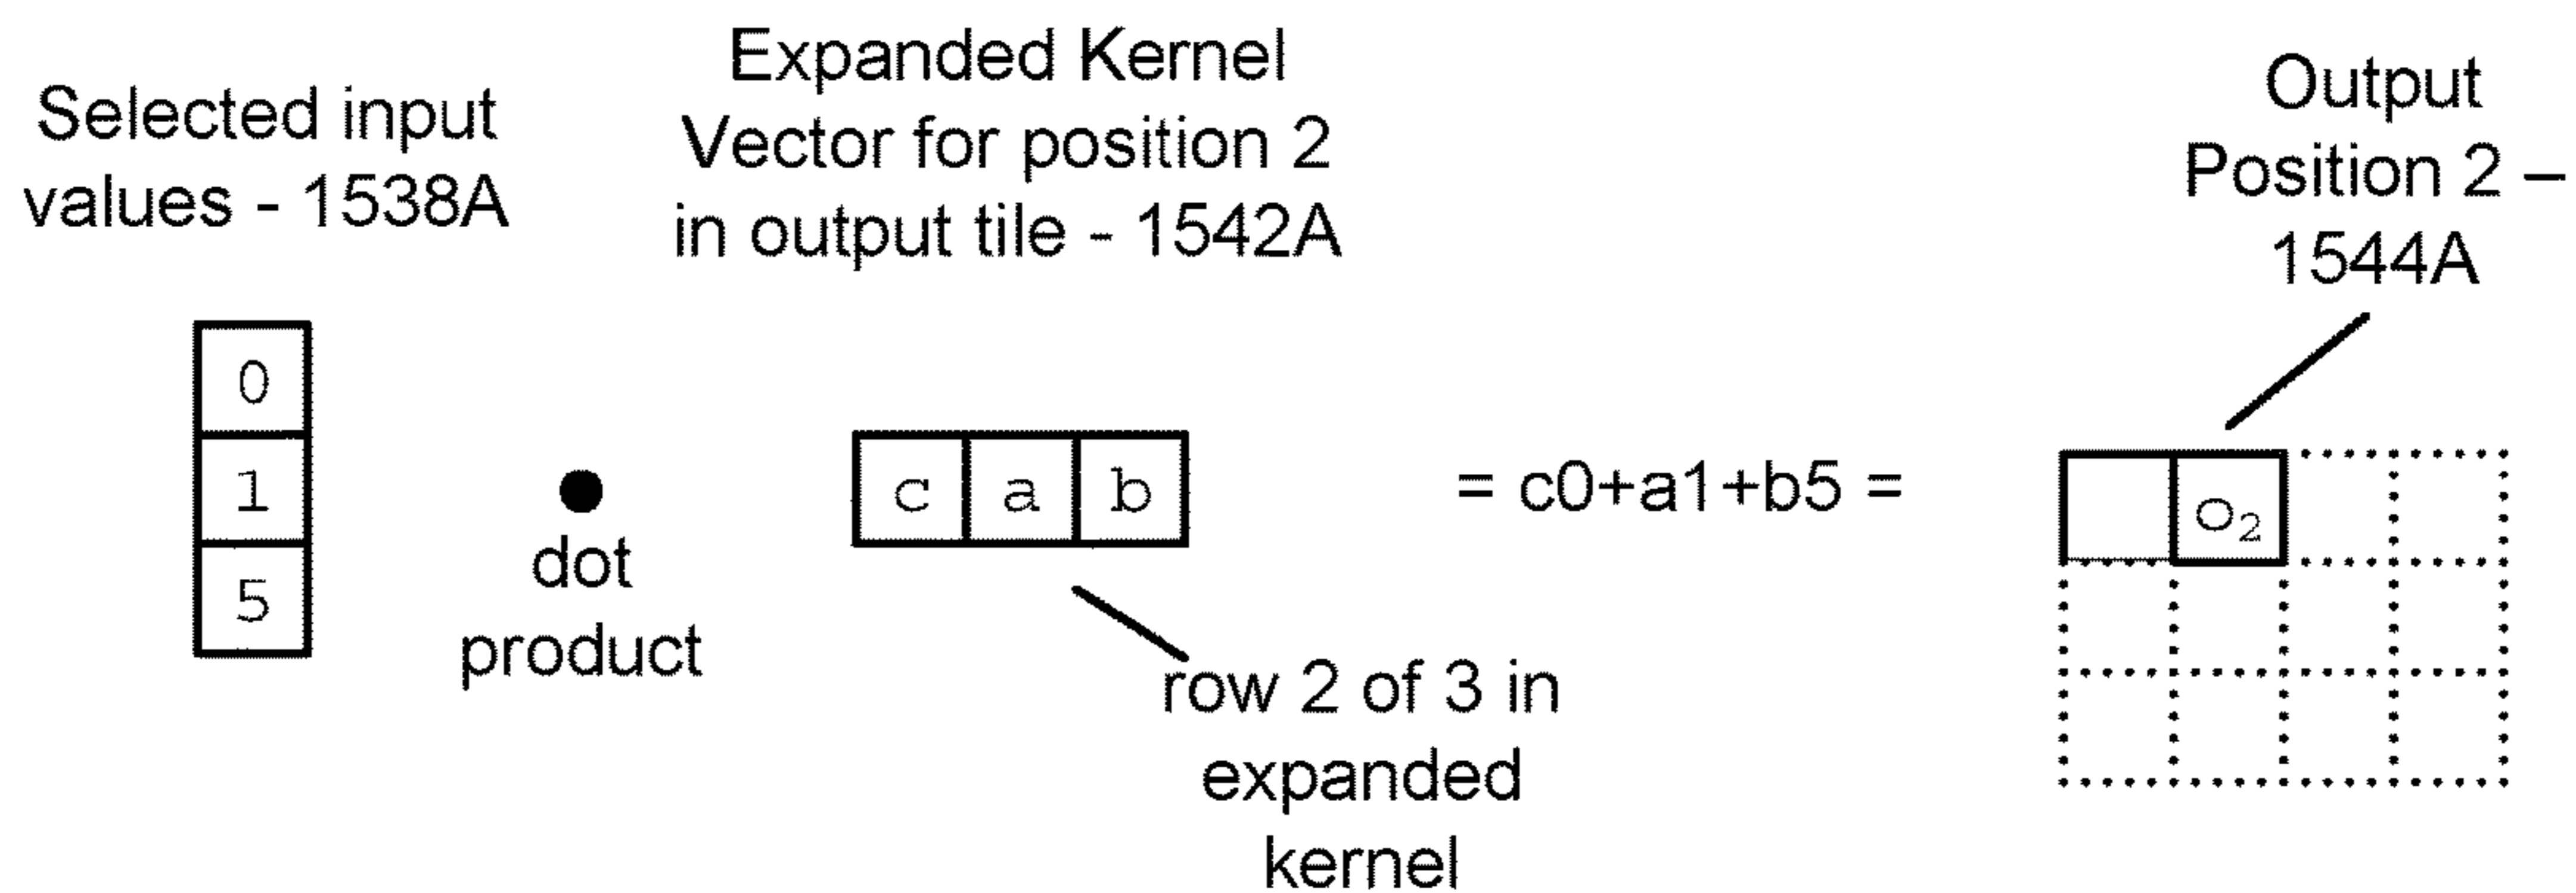 Selected input
values - 1538A
Expanded Kernel
Vector for position 2
in output tile - 1542A
Output
Position 2 –
1544A
0
1
5
dot
product
c a b
= c0+a1+b5 =
o₂
row 2 of 3 in
expanded
kernel